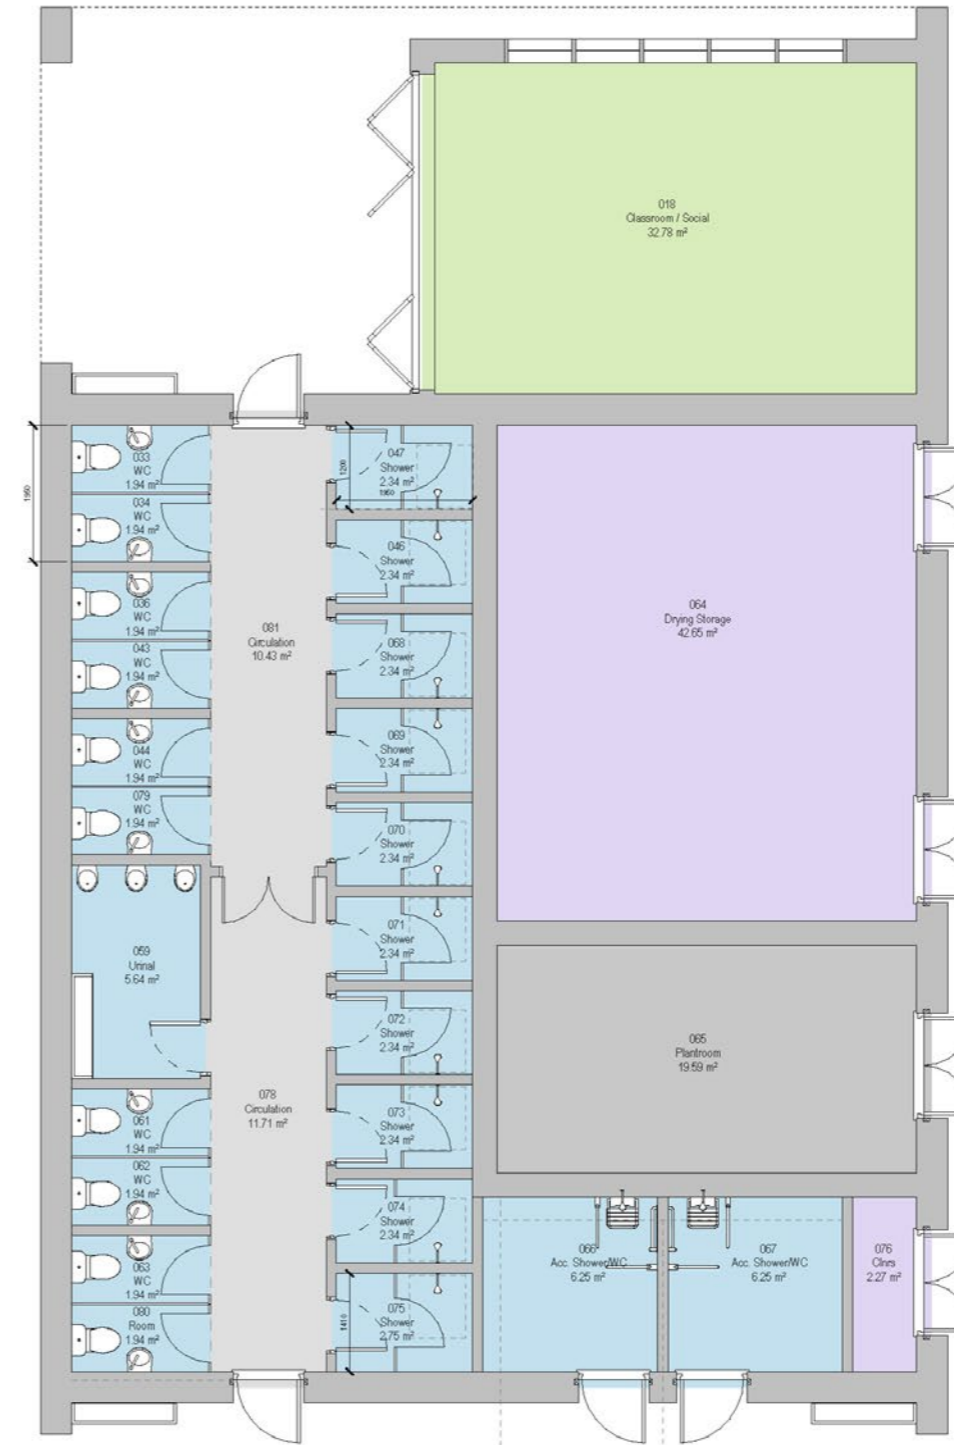 018
Classroom / Social
32.78 m²
033
WC
1.94 m²
034
WC
1.94 m²
036
WC
1.94 m²
043
WC
1.94 m²
044
WC
1.94 m²
079
WC
1.94 m²
059
Urinal
5.64 m²
061
WC
1.94 m²
062
WC
1.94 m²
063
WC
1.94 m²
080
Room
1.94 m²
081
Circulation
10.43 m²
078
Circulation
11.71 m²
047
Shower
2.34 m²
1200
1950
046
Shower
2.34 m²
068
Shower
2.34 m²
069
Shower
2.34 m²
070
Shower
2.34 m²
071
Shower
2.34 m²
072
Shower
2.34 m²
073
Shower
2.34 m²
074
Shower
2.34 m²
075
Shower
2.75 m²
1410
064
Drying Storage
42.65 m²
065
Plantroom
19.59 m²
066
Acc. Shower/WC
6.25 m²
067
Acc. Shower/WC
6.25 m²
076
Clnrs
2.27 m²